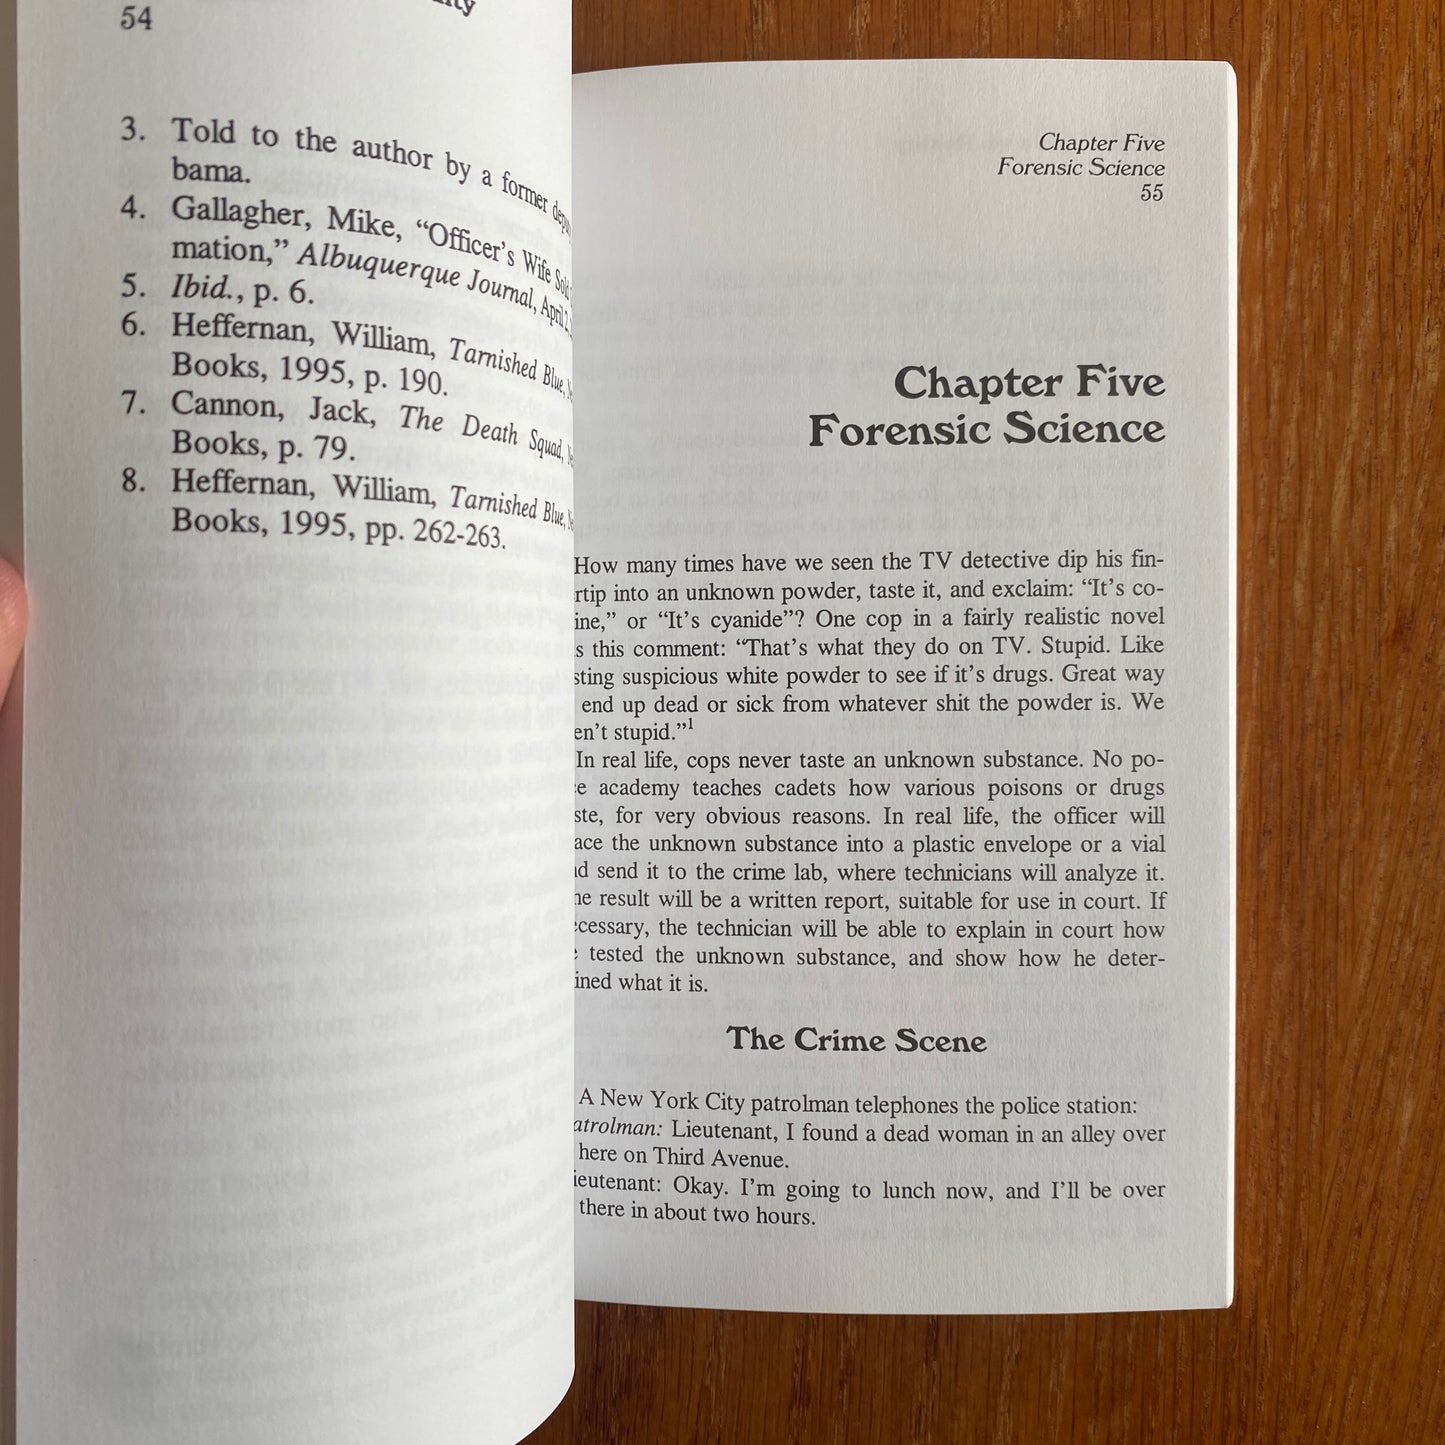 54
3. Told to the author by a former
bama.
4. Gallagher, Mike, “Officer’s Wife Sold
mation,” Albuquerque Journal, April 2,
5. Ibid., p. 6.
6. Heffernan, William, Tarnished Blue,
Books, 1995, p. 190.
7. Cannon, Jack, The Death Squad,
Books, p. 79.
8. Heffernan, William, Tarnished Blue,
Books, 1995, pp. 262-263.
Chapter Five
Forensic Science
55
Chapter Five
Forensic Science
How many times have we seen the TV detective dip his fin-
rtip into an unknown powder, taste it, and exclaim: “It’s co-
ine,” or “It’s cyanide”? One cop in a fairly realistic novel
s this comment: “That’s what they do on TV. Stupid. Like
sting suspicious white powder to see if it’s drugs. Great way
end up dead or sick from whatever shit the powder is. We
en’t stupid.”1
In real life, cops never taste an unknown substance. No po-
e academy teaches cadets how various poisons or drugs
ste, for very obvious reasons. In real life, the officer will
ace the unknown substance into a plastic envelope or a vial
nd send it to the crime lab, where technicians will analyze it.
he result will be a written report, suitable for use in court. If
ecessary, the technician will be able to explain in court how
tested the unknown substance, and show how he deter-
ined what it is.
The Crime Scene
A New York City patrolman telephones the police station:
atrolman: Lieutenant, I found a dead woman in an alley over
here on Third Avenue.
ieutenant: Okay. I’m going to lunch now, and I’ll be over
there in about two hours.